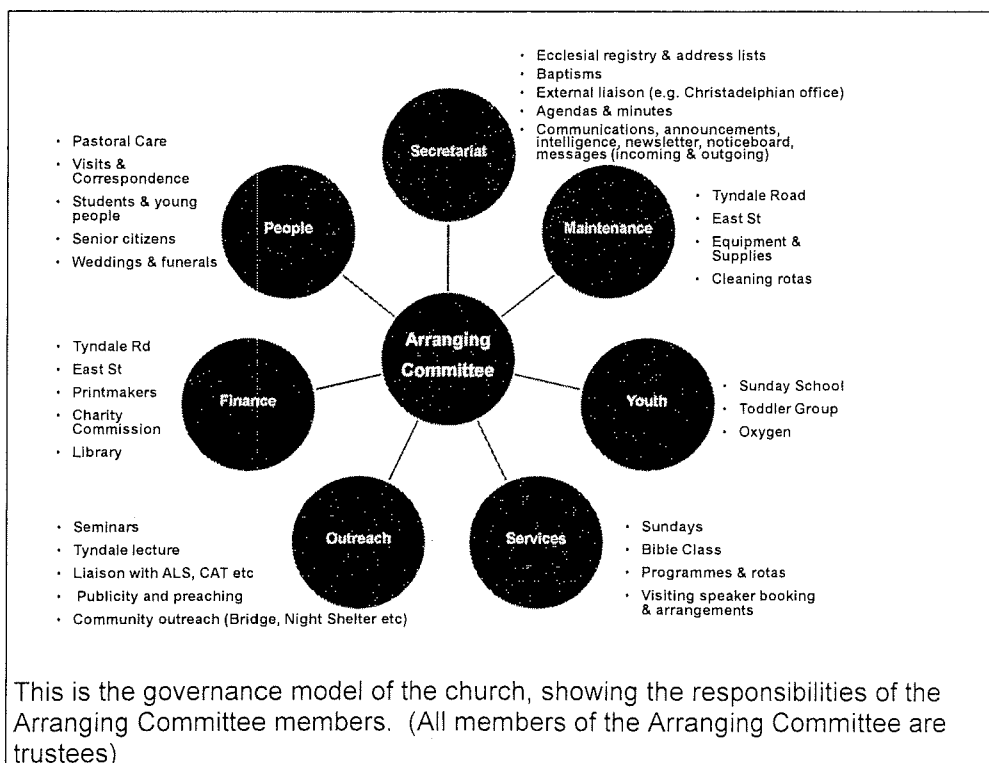 • Ecclesial registry & address lists
• Baptisms
• External liaison (e.g. Christadelphian office)
• Agendas & minutes
• Communications, announcements,
intelligence, newsletter, noticeboard,
messages (incoming & outgoing)
Secretariat
• Pastoral Care
• Visits &
Correspondence
• Students & young
people
• Senior citizens
• Weddings & funerals
People
Maintenance
• Tyndale Road
• East St
• Equipment &
Supplies
• Cleaning rotas
Arranging
Committee
• Tyndale Rd
• East St
• Printmakers
• Charity
Commission
• Library
Finance
Youth
• Sunday School
• Toddler Group
• Oxygen
• Seminars
• Tyndale lecture
• Liaison with ALS, CAT etc
• Publicity and preaching
• Community outreach (Bridge, Night Shelter etc)
Outreach
Services
• Sundays
• Bible Class
• Programmes & rotas
• Visiting speaker booking
& arrangements
This is the governance model of the church, showing the responsibilities of the
Arranging Committee members. (All members of the Arranging Committee are
trustees)